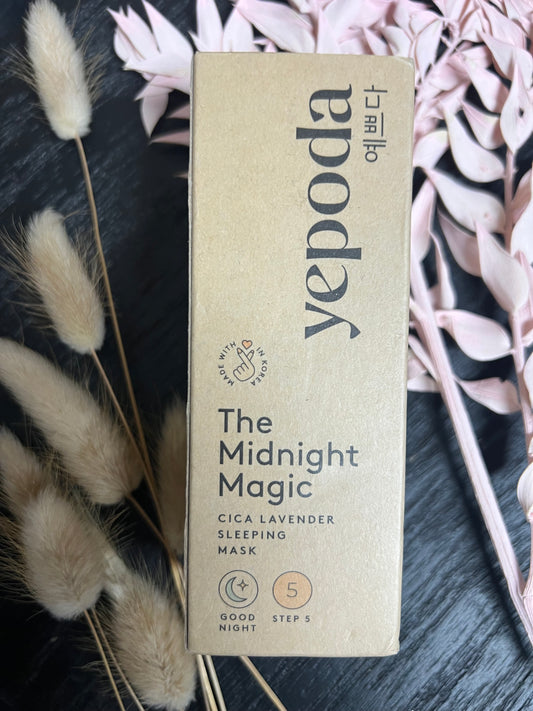 yepoda
예쁘다
MADE WITH
IN KOREA
The
Midnight
Magic
CICA LAVENDER
SLEEPING
MASK
5
GOOD
NIGHT
STEP 5